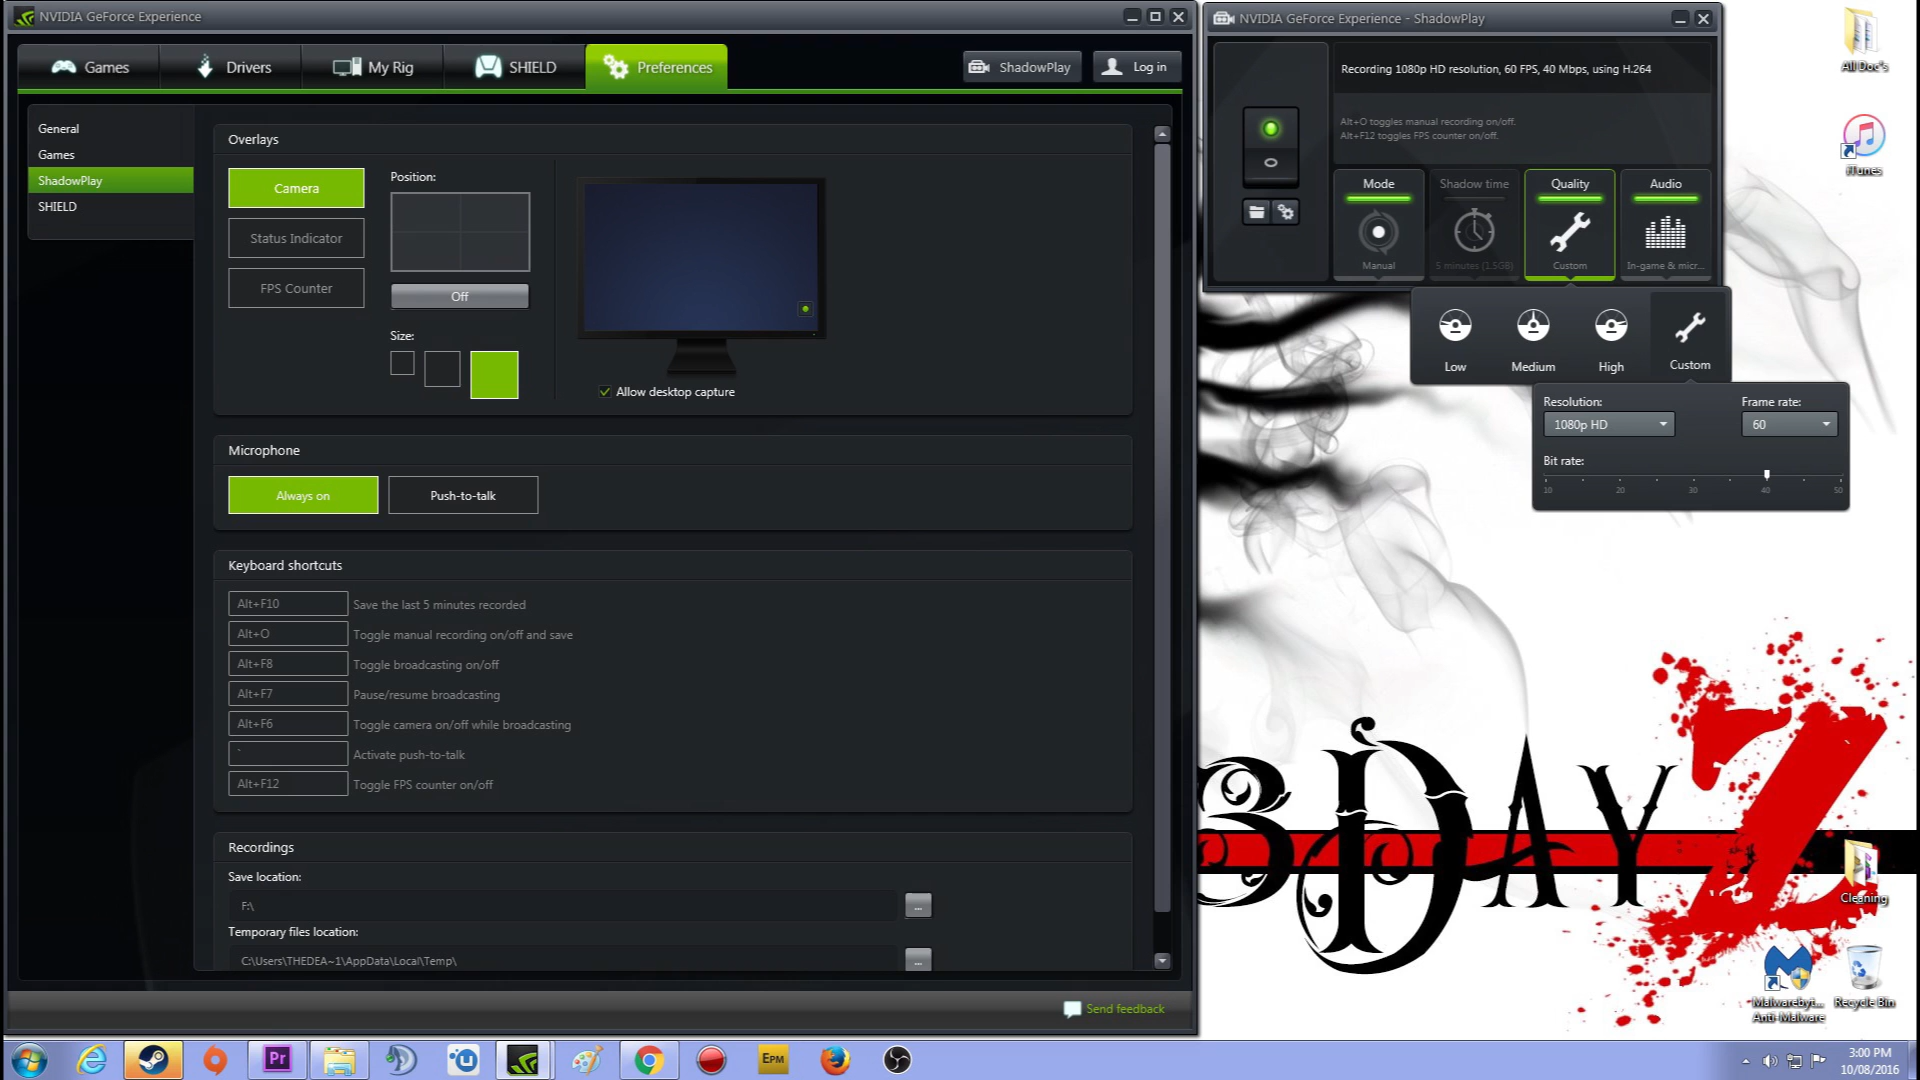 NVIDIA GeForce Experience
Games
Drivers
My Rig
SHIELD
Preferences
ShadowPlay
Log in
General
Games
ShadowPlay
SHIELD
Overlays
Camera
Status Indicator
FPS Counter
Position:
Off
Size:
Allow desktop capture
Microphone
Always on
Push-to-talk
Keyboard shortcuts
Alt+F10 Save the last 5 minutes recorded
Alt+O Toggle manual recording on/off and save
Alt+F8 Toggle broadcasting on/off
Alt+F7 Pause/resume broadcasting
Alt+F6 Toggle camera on/off while broadcasting
` Activate push-to-talk
Alt+F12 Toggle FPS counter on/off
Recordings
Save location:
F:\
...
Temporary files location:
C:\Users\THEDEA~1\AppData\Local\Temp\
...
Send feedback
NVIDIA GeForce Experience - ShadowPlay
Recording 1080p HD resolution, 60 FPS, 40 Mbps, using H.264
Alt+O toggles manual recording on/off.
Alt+F12 toggles FPS counter on/off.
Mode
Manual
Shadow time
5 minutes (1.5GB)
Quality
Custom
Audio
In-game & micr...
Low
Medium
High
Custom
Resolution:
1080p HD
Frame rate:
60
Bit rate:
10 20 30 40 50
All Doc's
iTunes
3DayZ
Cleaning
Malwarebyt...
Anti-Malware
Recycle Bin
Pr
EPM
3:00 PM
10/08/2016